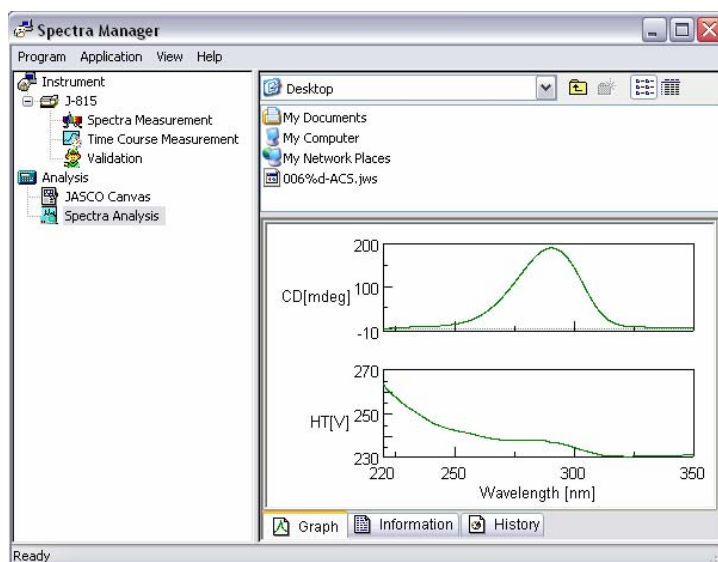 Spectra Manager
Program Application View Help
Instrument
J-815
Spectra Measurement
Time Course Measurement
Validation
Analysis
JASCO Canvas
Spectra Analysis
Desktop
My Documents
My Computer
My Network Places
006%d-ACS.jws
200
CD[mdeg] 100
-10
270
HT[V] 250
230
220 250 300 350
Wavelength [nm]
Graph Information History
Ready